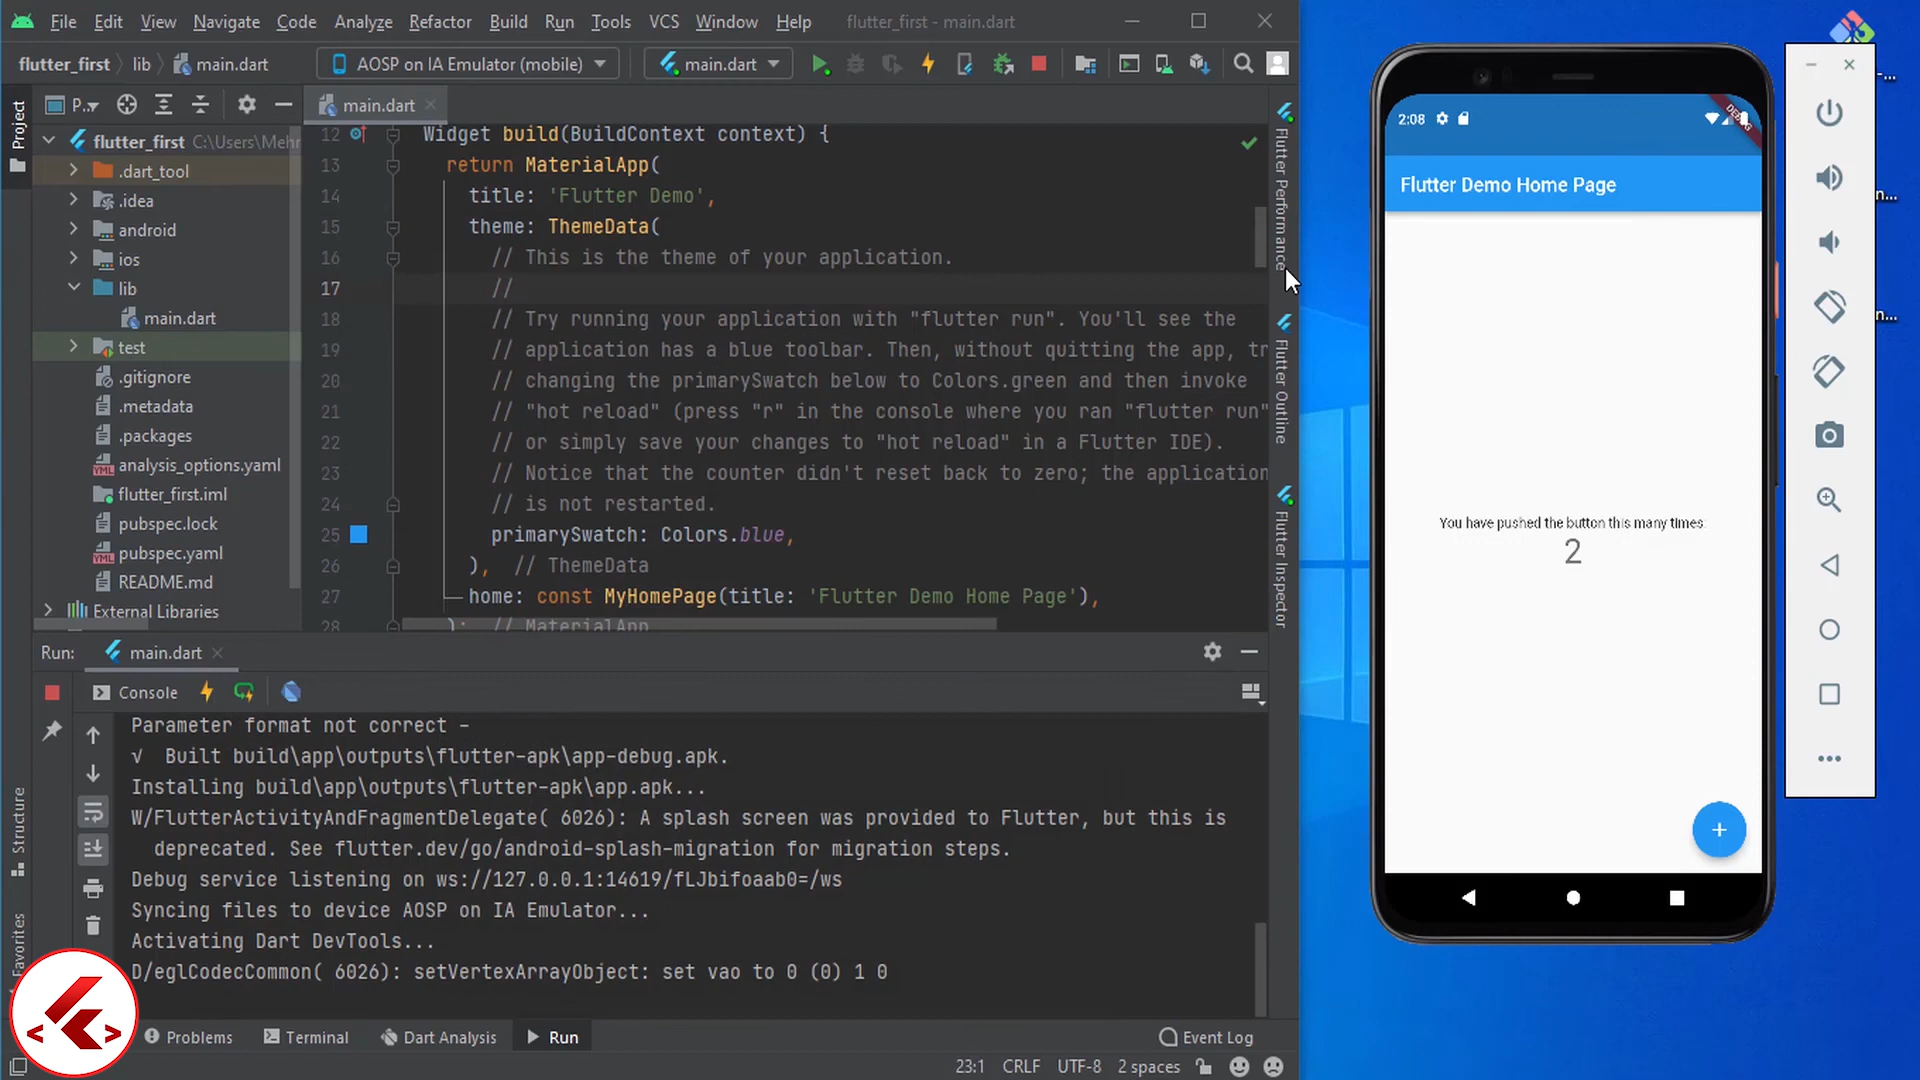 File Edit View Navigate Code Analyze Refactor Build Run Tools VCS Window Help flutter_first - main.dart
flutter_first lib main.dart AOSP on IA Emulator (mobile) main.dart
Project
P..
main.dart
flutter_first C:\Users\Mehr
.dart_tool
.idea
android
ios
lib
main.dart
test
.gitignore
.metadata
.packages
analysis_options.yaml
flutter_first.iml
pubspec.lock
pubspec.yaml
README.md
External Libraries
12 Widget build(BuildContext context) {
13 return MaterialApp(
14 title: 'Flutter Demo',
15 theme: ThemeData(
16 // This is the theme of your application.
17 //
18 // Try running your application with "flutter run". You'll see the
19 // application has a blue toolbar. Then, without quitting the app, tr
20 // changing the primarySwatch below to Colors.green and then invoke
21 // "hot reload" (press "r" in the console where you ran "flutter run"
22 // or simply save your changes to "hot reload" in a Flutter IDE).
23 // Notice that the counter didn't reset back to zero; the application
24 // is not restarted.
25 primarySwatch: Colors.blue,
26 ), // ThemeData
27 home: const MyHomePage(title: 'Flutter Demo Home Page'),
28 ); // MaterialApp
Flutter Performance
Flutter Outline
Flutter Inspector
Run: main.dart
Console
Parameter format not correct -
√ Built build\app\outputs\flutter-apk\app-debug.apk.
Installing build\app\outputs\flutter-apk\app.apk...
W/FlutterActivityAndFragmentDelegate( 6026): A splash screen was provided to Flutter, but this is
deprecated. See flutter.dev/go/android-splash-migration for migration steps.
Debug service listening on ws://127.0.0.1:14619/fLJbifoaab0=/ws
Syncing files to device AOSP on IA Emulator...
Activating Dart DevTools...
D/eglCodecCommon( 6026): setVertexArrayObject: set vao to 0 (0) 1 0
Structure
Favorites
Problems Terminal Dart Analysis Run Event Log
23:1 CRLF UTF-8 2 spaces
2:08
DEBUG
Flutter Demo Home Page
You have pushed the button this many times:
2
+
-...
n...
n...